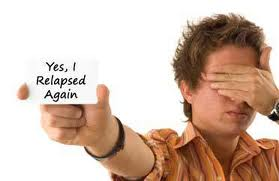 Yes, I
Relapsed
Again